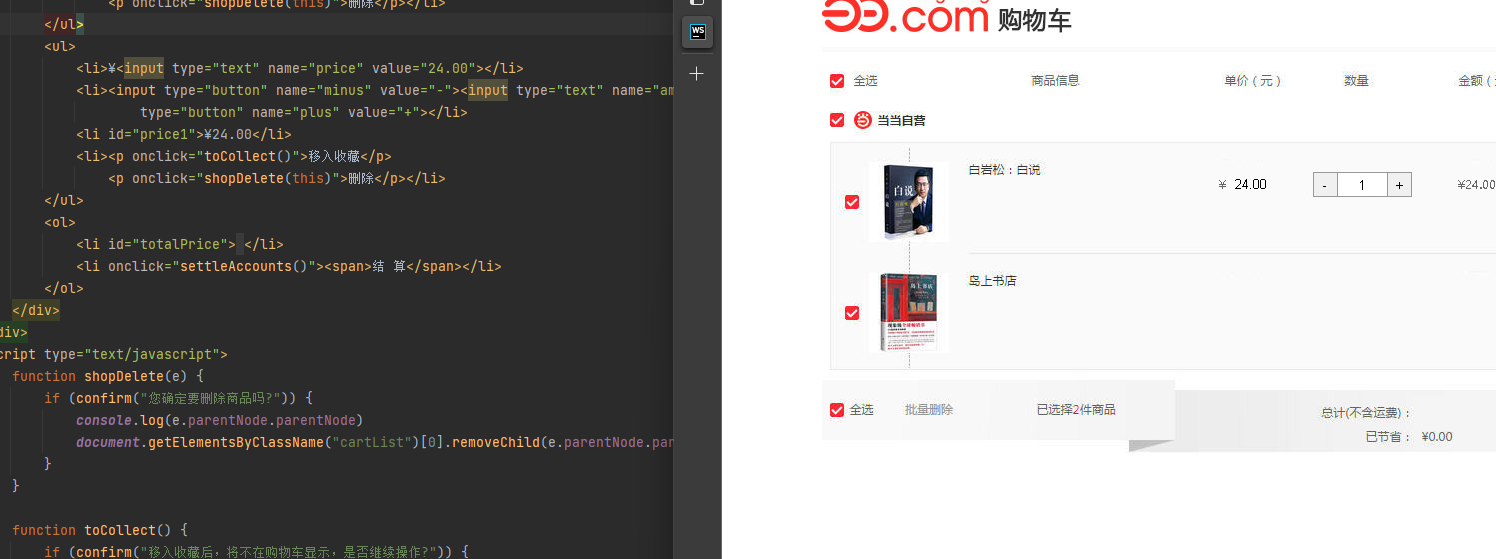 <p onclick="shopDelete(this)">删除</p></li>
</ul>
<ul>
<li>¥<input type="text" name="price" value="24.00"></li>
<li><input type="button" name="minus" value="-"><input type="text" name="am
type="button" name="plus" value="+"></li>
<li id="price1">¥24.00</li>
<li><p onclick="toCollect()">移入收藏</p>
<p onclick="shopDelete(this)">删除</p></li>
</ul>
<ol>
<li id="totalPrice"> </li>
<li onclick="settleAccounts()"><span>结 算</span></li>
</ol>
</div>
div>
cript type="text/javascript">
function shopDelete(e) {
if (confirm("您确定要删除商品吗?")) {
console.log(e.parentNode.parentNode)
document.getElementsByClassName("cartList")[0].removeChild(e.parentNode.par
}
}
function toCollect() {
if (confirm("移入收藏后，将不在购物车显示，是否继续操作?")) {
WS
.com 购物车
全选 商品信息 单价（元） 数量 金额（
当当自营
白说
白岩松：白说
¥ 24.00 - 1 + ¥24.00
岛上书店
岛上书店
全选 批量删除 已选择2件商品
总计(不含运费)：
已节省： ¥0.00